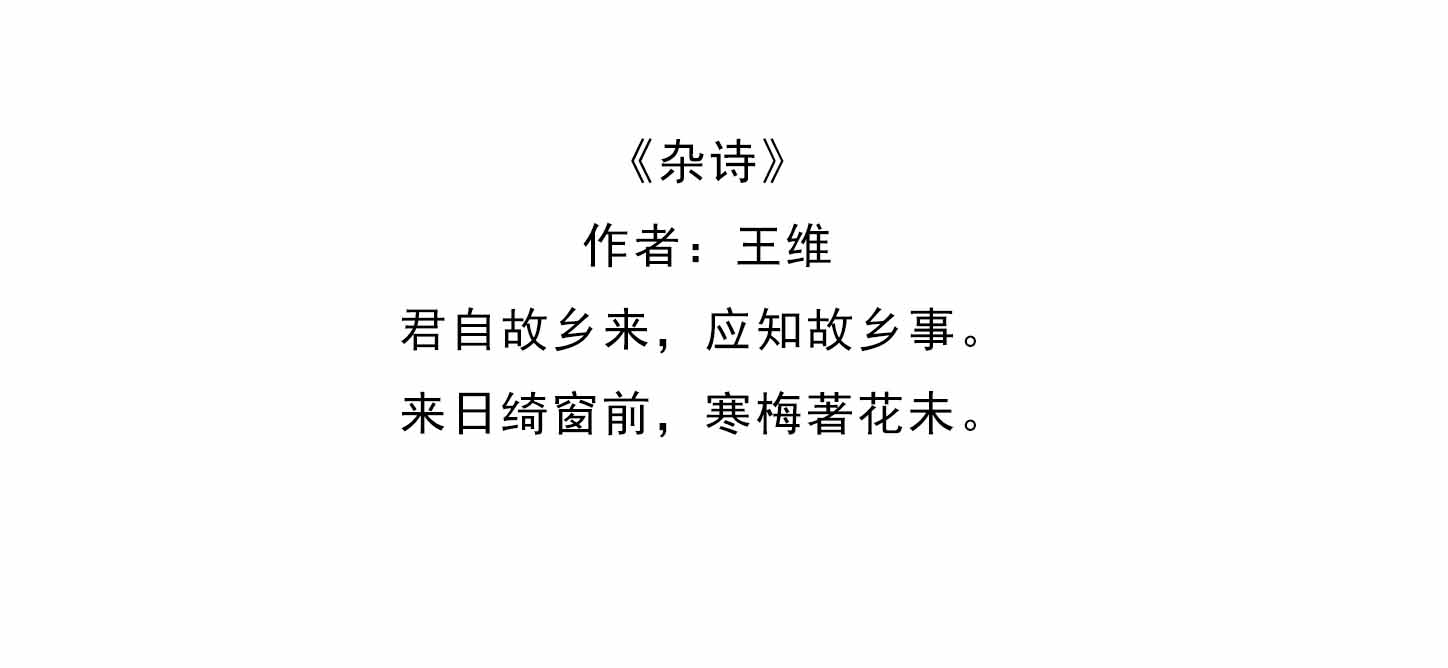 《杂诗》
作者：王维
君自故乡来，应知故乡事。
来日绮窗前，寒梅著花未。